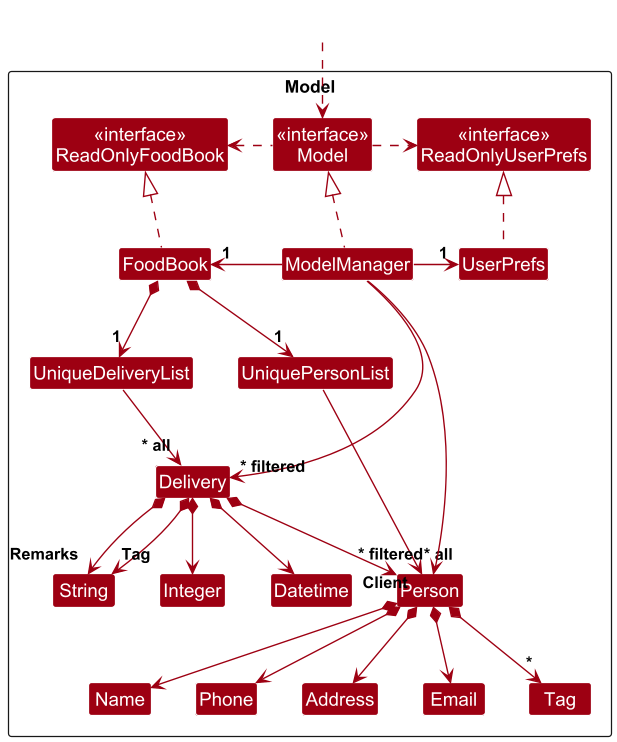 Model
«interface»
ReadOnlyFoodBook
«interface»
Model
«interface»
ReadOnlyUserPrefs
FoodBook
1
ModelManager
1
UserPrefs
1
1
UniqueDeliveryList
UniquePersonList
* all
* filtered
Delivery
Remarks
Tag
* filtered
* all
Client
String
Integer
Datetime
Person
*
Name
Phone
Address
Email
Tag